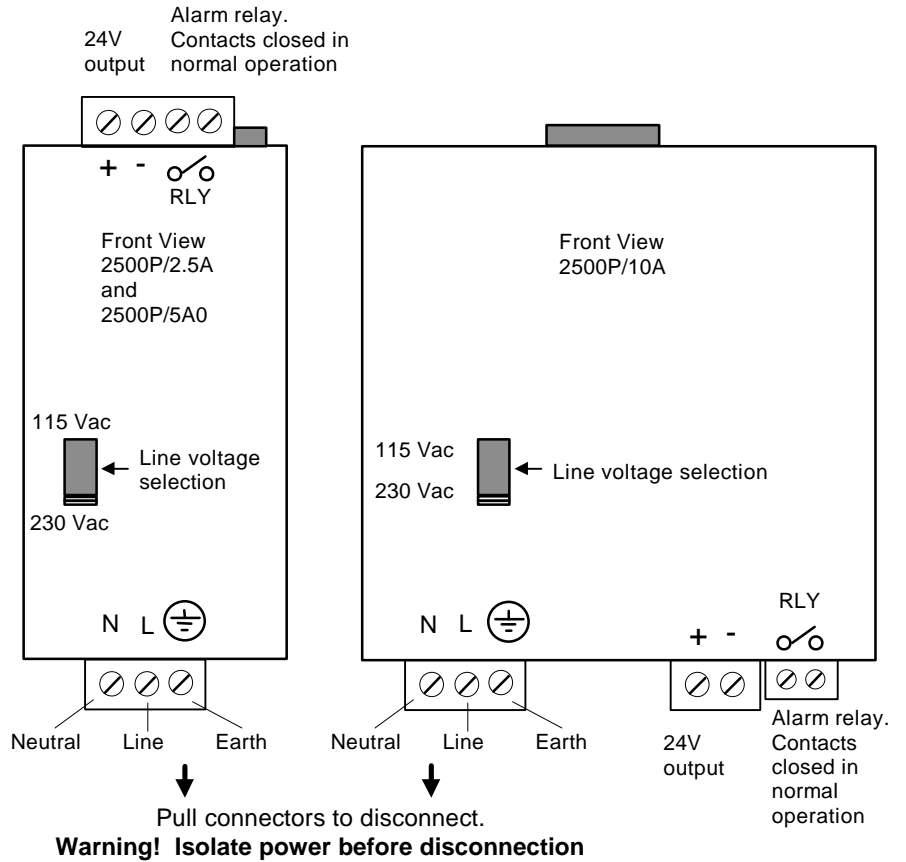 24V
output
Alarm relay.
Contacts closed in
normal operation
+ -
RLY
Front View
2500P/2.5A
and
2500P/5A0
115 Vac
Line voltage
selection
230 Vac
N L
Neutral Line Earth
Front View
2500P/10A
115 Vac
230 Vac
Line voltage selection
N L
Neutral Line Earth
+ -
RLY
24V
output
Alarm relay.
Contacts
closed in
normal
operation
Pull connectors to disconnect.
Warning! Isolate power before disconnection